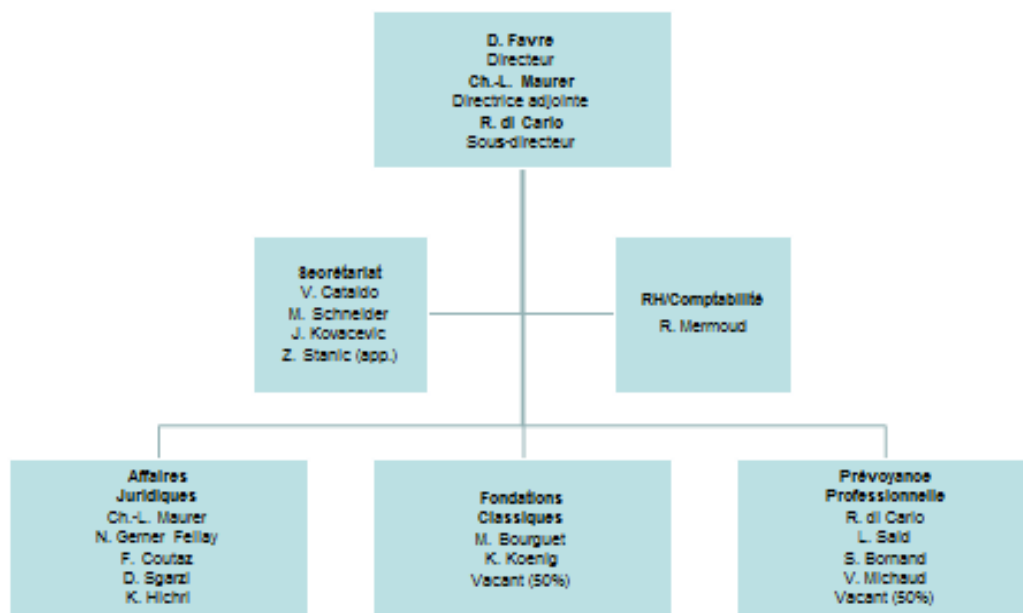 D. Favre
Directeur
Ch.-L. Maurer
Directrice adjointe
R. di Carlo
Sous-directeur
Secrétariat
V. Cataldo
M. Schneider
J. Kovacevic
Z. Stanic (app.)
RH/Comptabilité
R. Mermoud
Affaires
Juridiques
Ch.-L. Maurer
N. Gerner Fellay
F. Coutaz
D. Sgarzi
K. Hichri
Fondations
Classiques
M. Bourguet
K. Koenig
Vacant (50%)
Prévoyance
Professionnelle
R. di Carlo
L. Said
S. Bornand
V. Michaud
Vacant (50%)